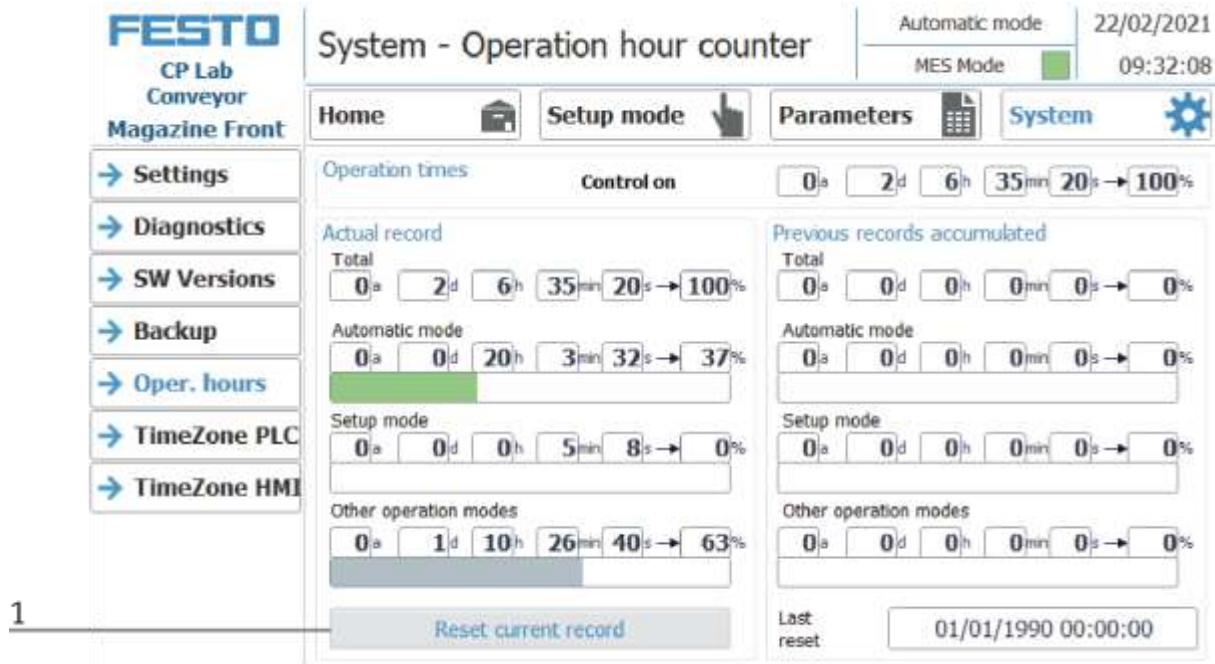 FESTO
CP Lab
Conveyor
Magazine Front
System - Operation hour counter
Automatic mode
MES Mode
22/02/2021
09:32:08
Home
Setup mode
Parameters
System
Settings
Diagnostics
SW Versions
Backup
Oper. hours
TimeZone PLC
TimeZone HMI
Operation times
Control on
0a 2d 6h 35min 20s 100%
Actual record
Total
0a 2d 6h 35min 20s 100%
Automatic mode
0a 0d 20h 3min 32s 37%
Setup mode
0a 0d 0h 5min 8s 0%
Other operation modes
0a 1d 10h 26min 40s 63%
Reset current record
Previous records accumulated
Total
0a 0d 0h 0min 0s 0%
Automatic mode
0a 0d 0h 0min 0s 0%
Setup mode
0a 0d 0h 0min 0s 0%
Other operation modes
0a 0d 0h 0min 0s 0%
Last
reset
01/01/1990 00:00:00
1